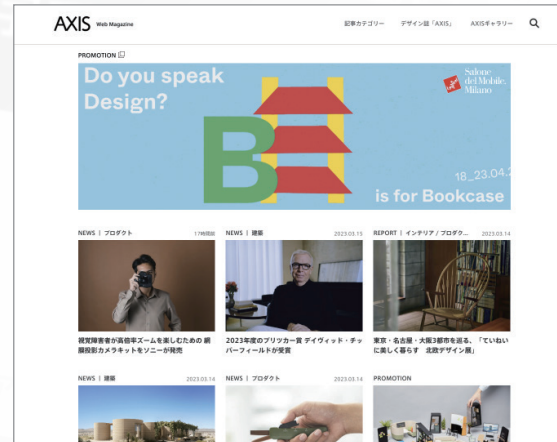 AXIS Web Magazine
記事カテゴリー デザイン誌「AXIS」 AXISギャラリー
PROMOTION
Do you speak
Design?
Salone
del Mobile.
Milano
B
18_23.04.2
is for Bookcase
NEWS | プロダクト 17時間前
NEWS | 建築 2023.03.15
REPORT | インテリア / プロダク... 2023.03.14
視覚障害者が高倍率ズームを楽しむための 網
膜投影カメラキットをソニーが発売
2023年度のプリツカー賞 デイヴィッド・チッ
パーフィールドが受賞
東京・名古屋・大阪3都市を巡る、「ていねい
に美しく暮らす 北欧デザイン展」
NEWS | 建築 2023.03.14
NEWS | プロダクト 2023.03.14
PROMOTION